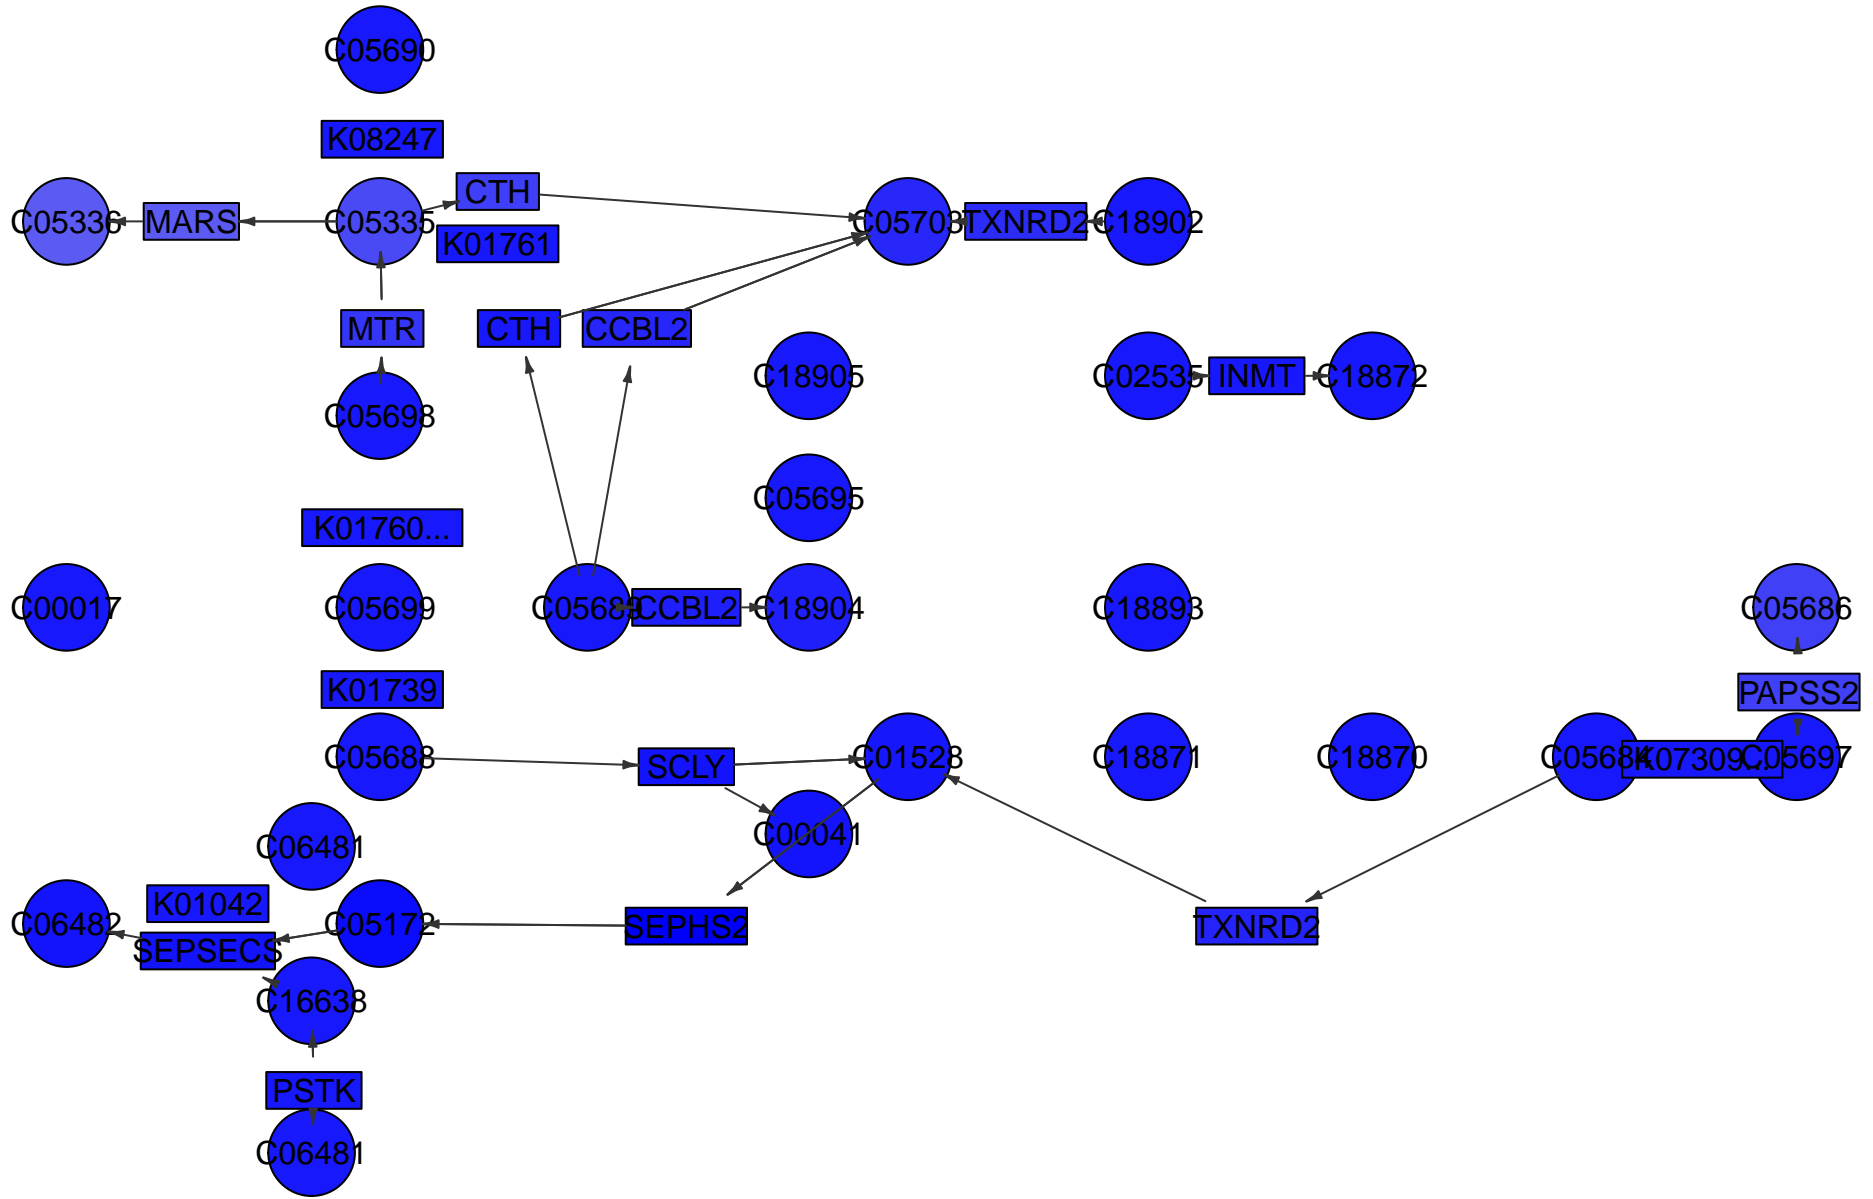 C05690
K08247
CTH
C05336
MARS
C05335
C05703
TXNRD2
C18902
K01761
MTR
CTH
CCBL2
C18905
C02535
INMT
C18872
C05698
C05695
K01760...
C00017
C05699
C05689
CCBL2
C18904
C18893
C05686
K01739
PAPSS2
C05688
SCLY
C01528
C18871
C18870
C05684
K07309...
C05697
C00041
C06481
K01042
C06482
C05172
SEPHS2
TXNRD2
SEPSECS
C16638
PSTK
C06481